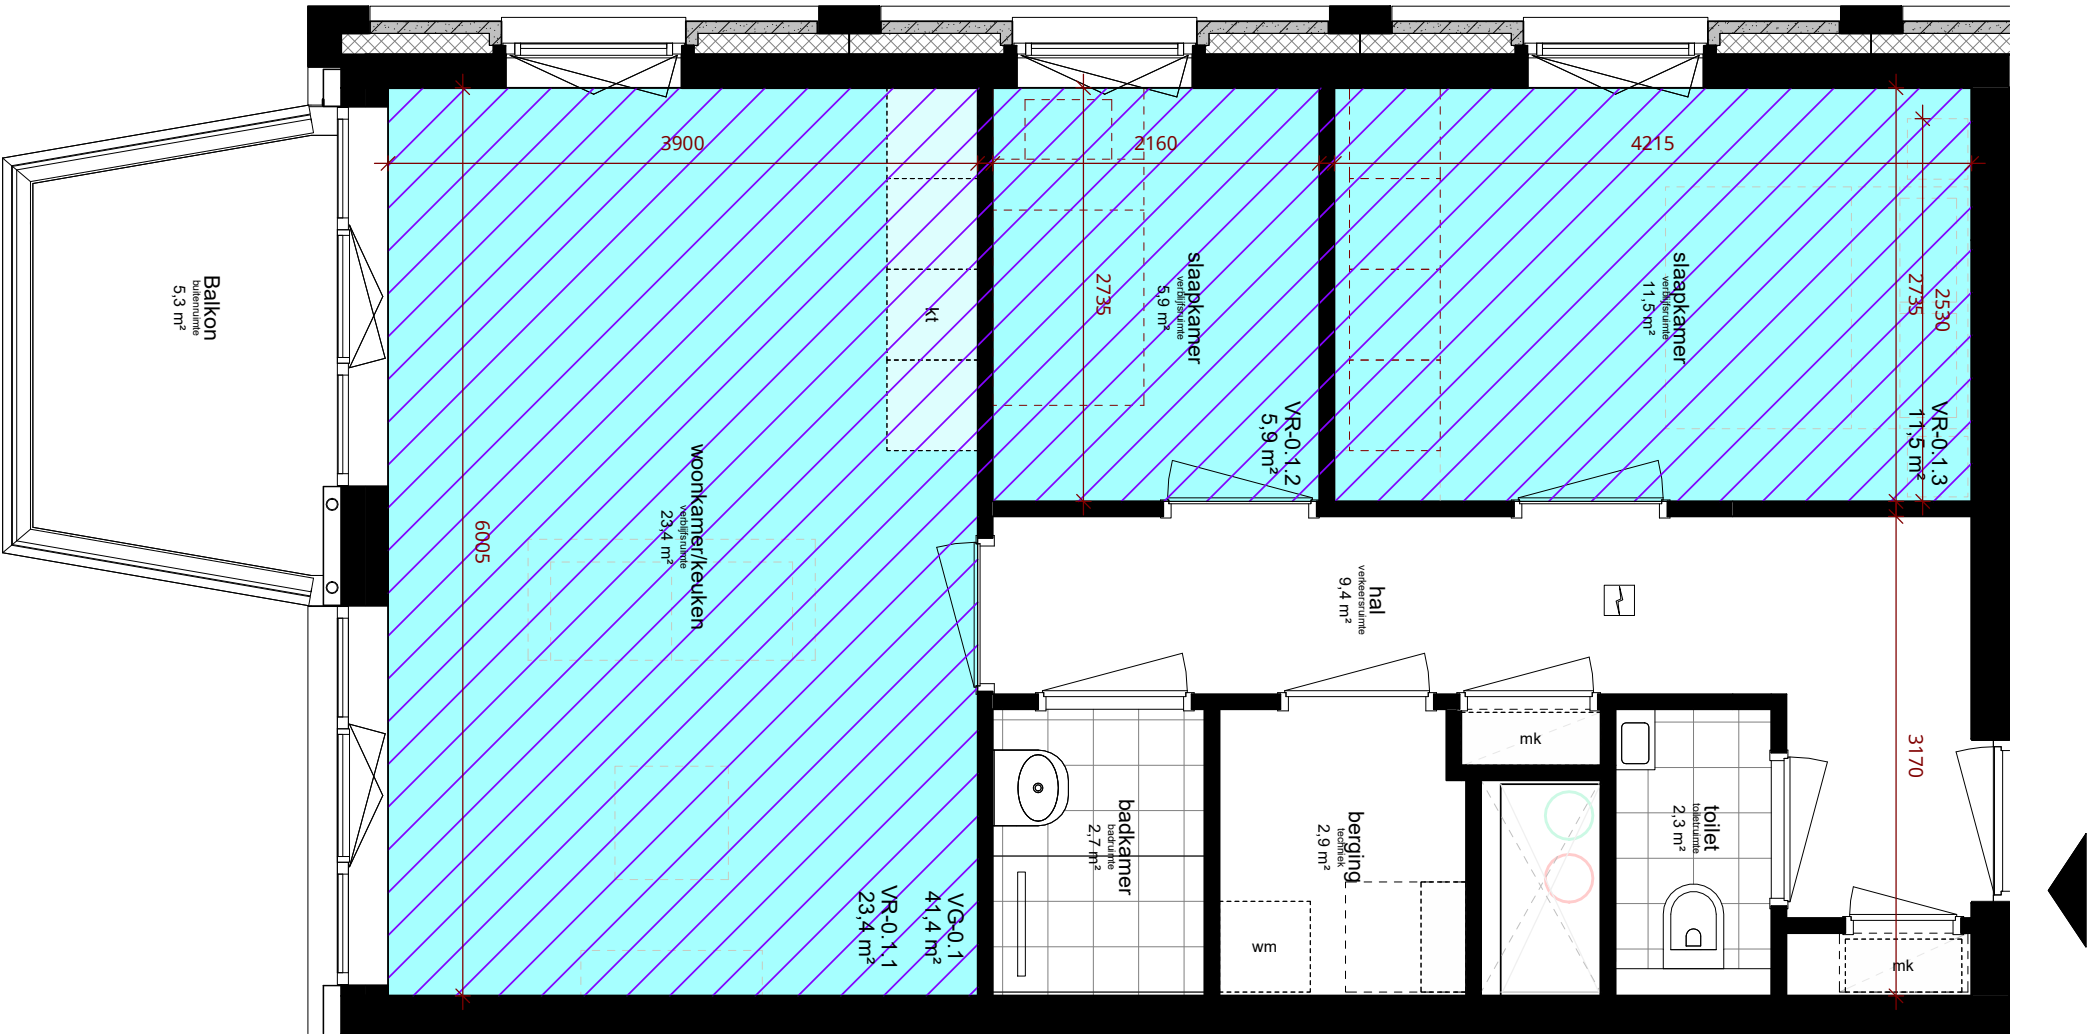 3900
2160
4215
Balkon
buitenruimte
5,3 m²
kt
2735
slaapkamer
verblijfsruimte
5,9 m²
slaapkamer
verblijfsruimte
11,5 m²
2735
2530
VR-0.1.2
5,9 m²
VR-0.1.3
11,5 m²
woonkamer/keuken
verblijfsruimte
23,4 m²
6005
hal
verkeersruimte
9,4 m²
mk
3170
badkamer
badruimte
2,7 m²
berging
techniek
2,9 m²
toilet
toiletruimte
2,3 m²
VG-0.1
41,4 m²
VR-0.1.1
23,4 m²
wm
mk